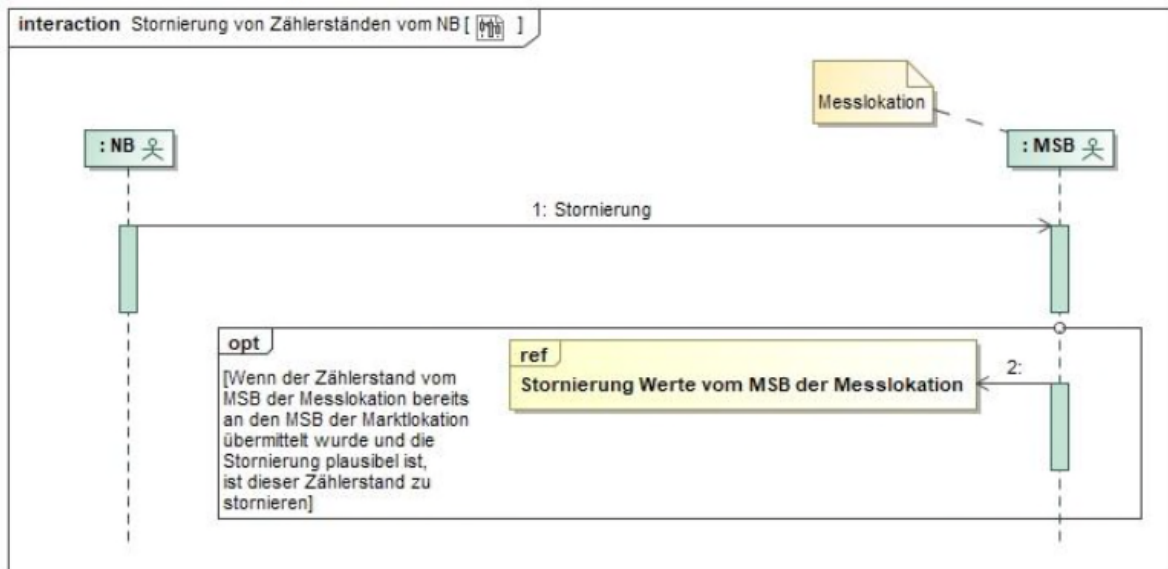 interaction Stornierung von Zählerständen vom NB [ ]
Messlokation
: NB
: MSB
1: Stornierung
opt
[Wenn der Zählerstand vom
MSB der Messlokation bereits
an den MSB der Marktlokation
übermittelt wurde und die
Stornierung plausibel ist,
ist dieser Zählerstand zu
stornieren]
ref
Stornierung Werte vom MSB der Messlokation
2: